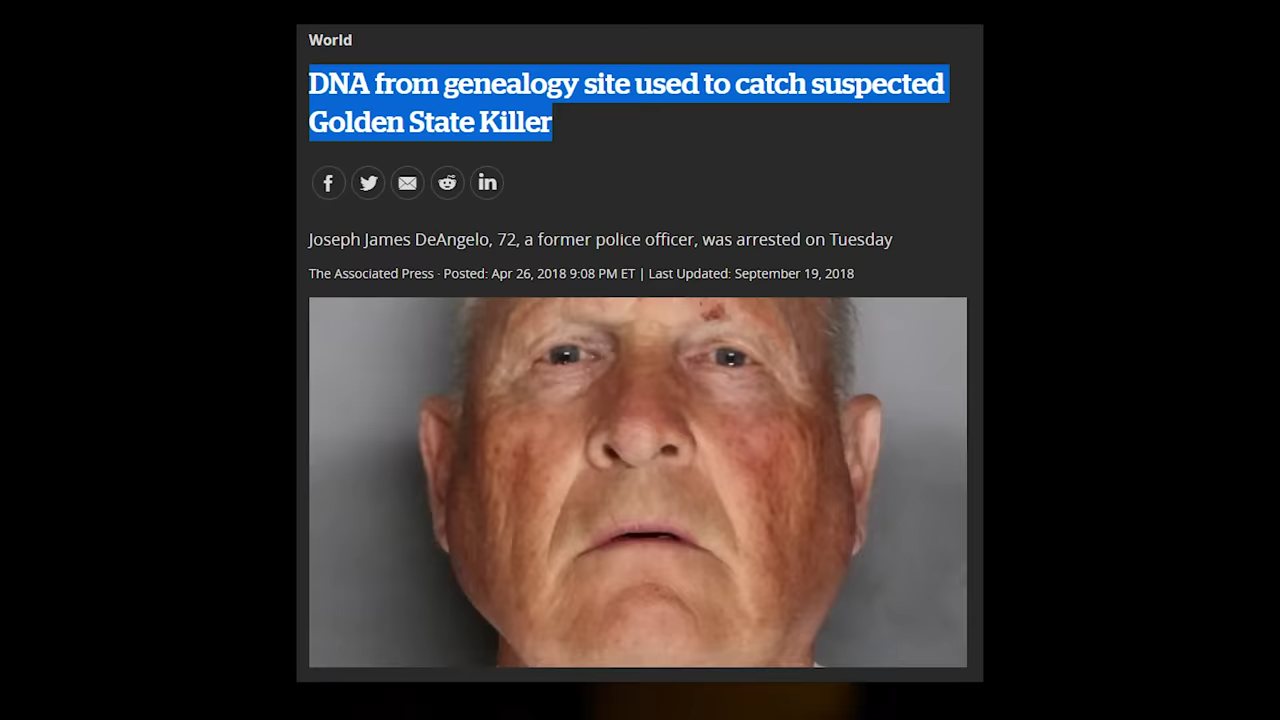 World
DNA from genealogy site used to catch suspected
Golden State Killer
Joseph James DeAngelo, 72, a former police officer, was arrested on Tuesday
The Associated Press · Posted: Apr 26, 2018 9:08 PM ET | Last Updated: September 19, 2018